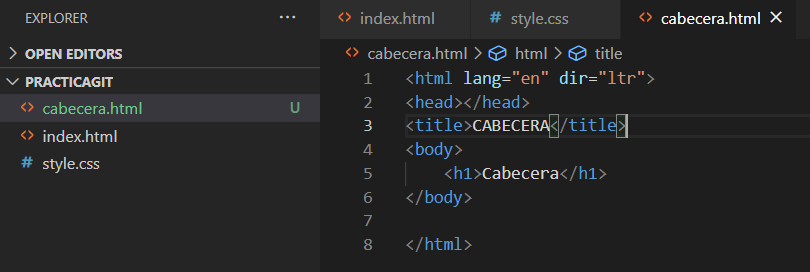 EXPLORER
OPEN EDITORS
PRACTICAGIT
cabecera.html U
index.html
style.css
index.html style.css cabecera.html
cabecera.html > html > title
1 <html lang="en" dir="ltr">
2 <head></head>
3 <title>CABECERA</title>
4 <body>
5 <h1>Cabecera</h1>
6 </body>
7
8 </html>